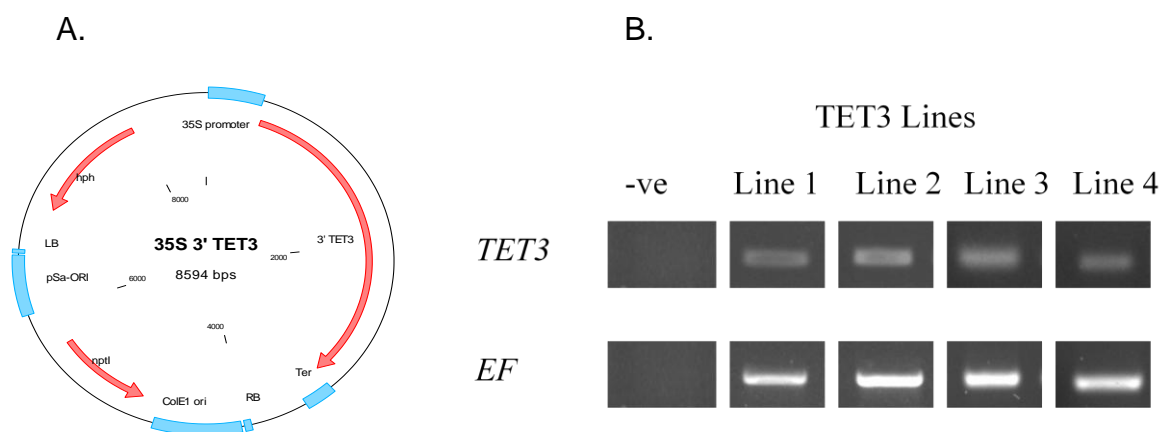 A.
35S promoter
hph
8000
I
LB
35S 3' TET3
3' TET3
2000
8594 bps
pSa-ORI
6000
4000
nptI
Ter
ColE1 ori
RB
B.
TET3 Lines
-ve Line 1 Line 2 Line 3 Line 4
TET3
EF